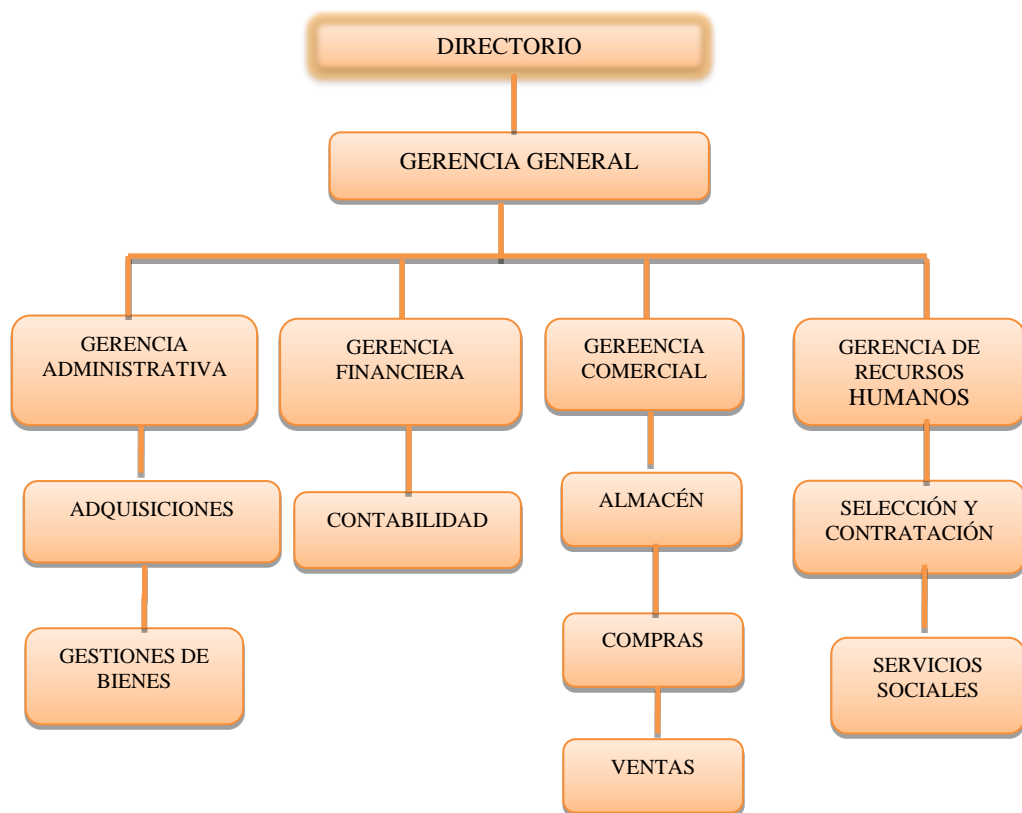 DIRECTORIO
GERENCIA GENERAL
GERENCIA
ADMINISTRATIVA
GERENCIA
FINANCIERA
GEREENCIA
COMERCIAL
GERENCIA DE
RECURSOS
HUMANOS
ADQUISICIONES
CONTABILIDAD
ALMACÉN
SELECCIÓN Y
CONTRATACIÓN
GESTIONES DE
BIENES
COMPRAS
SERVICIOS
SOCIALES
VENTAS